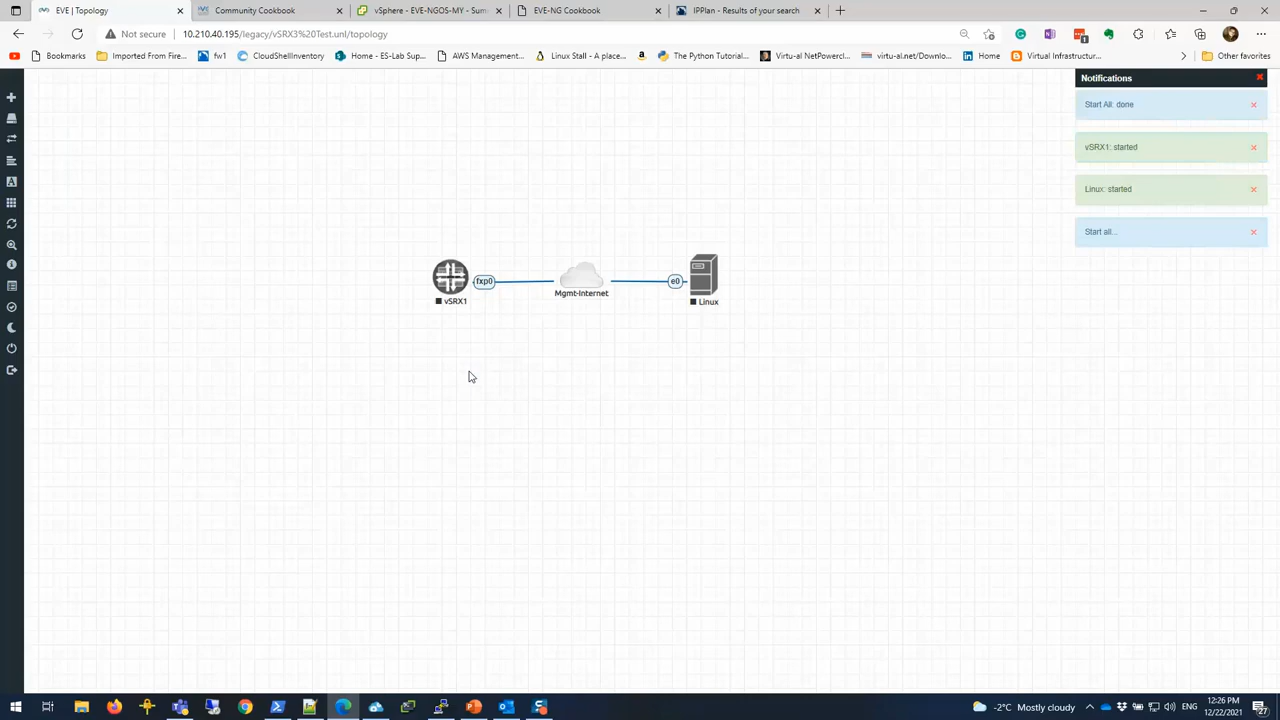 EVE | Topology
Community Cookbook
vSphere - EVE-NGOS-MY - Sum
EVE-NG Cookbook
IPPlan - Results of your search
Not secure
10.210.40.195/legacy/vSRX3%20Test.unl/topology
Bookmarks
Imported From Fire...
fw1
CloudShellInventory
Home - ES-Lab Sup...
AWS Management...
Linux Stall - A place...
The Python Tutorial...
Virtu-al NetPowercl...
virtu-al.net/Downlo...
Home
Virtual Infrastructur...
Other favorites
Notifications
Start All: done
vSRX1: started
Linux: started
Start all...
fxp0
e0
Mgmt-Internet
vSRX1
Linux
-2°C Mostly cloudy
ENG
12:26 PM
12/22/2021
27